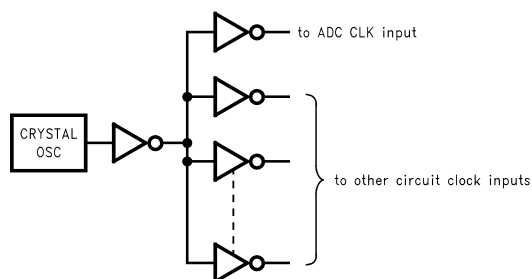 to ADC CLK input
CRYSTAL
OSC
to other circuit clock inputs